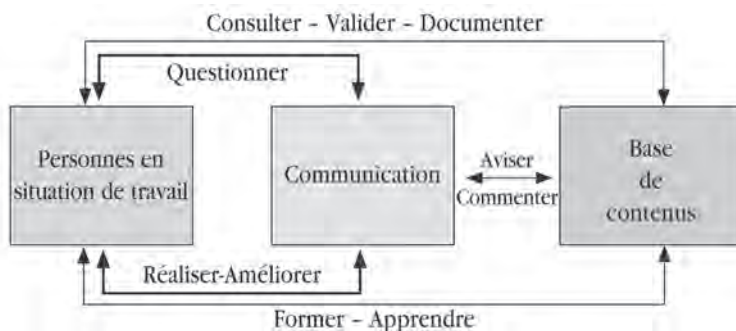 Consulter – Valider – Documenter
Questionner
Personnes en
situation de travail
Communication
Aviser
Commenter
Base
de
contenus
Réaliser-Améliorer
Former – Apprendre